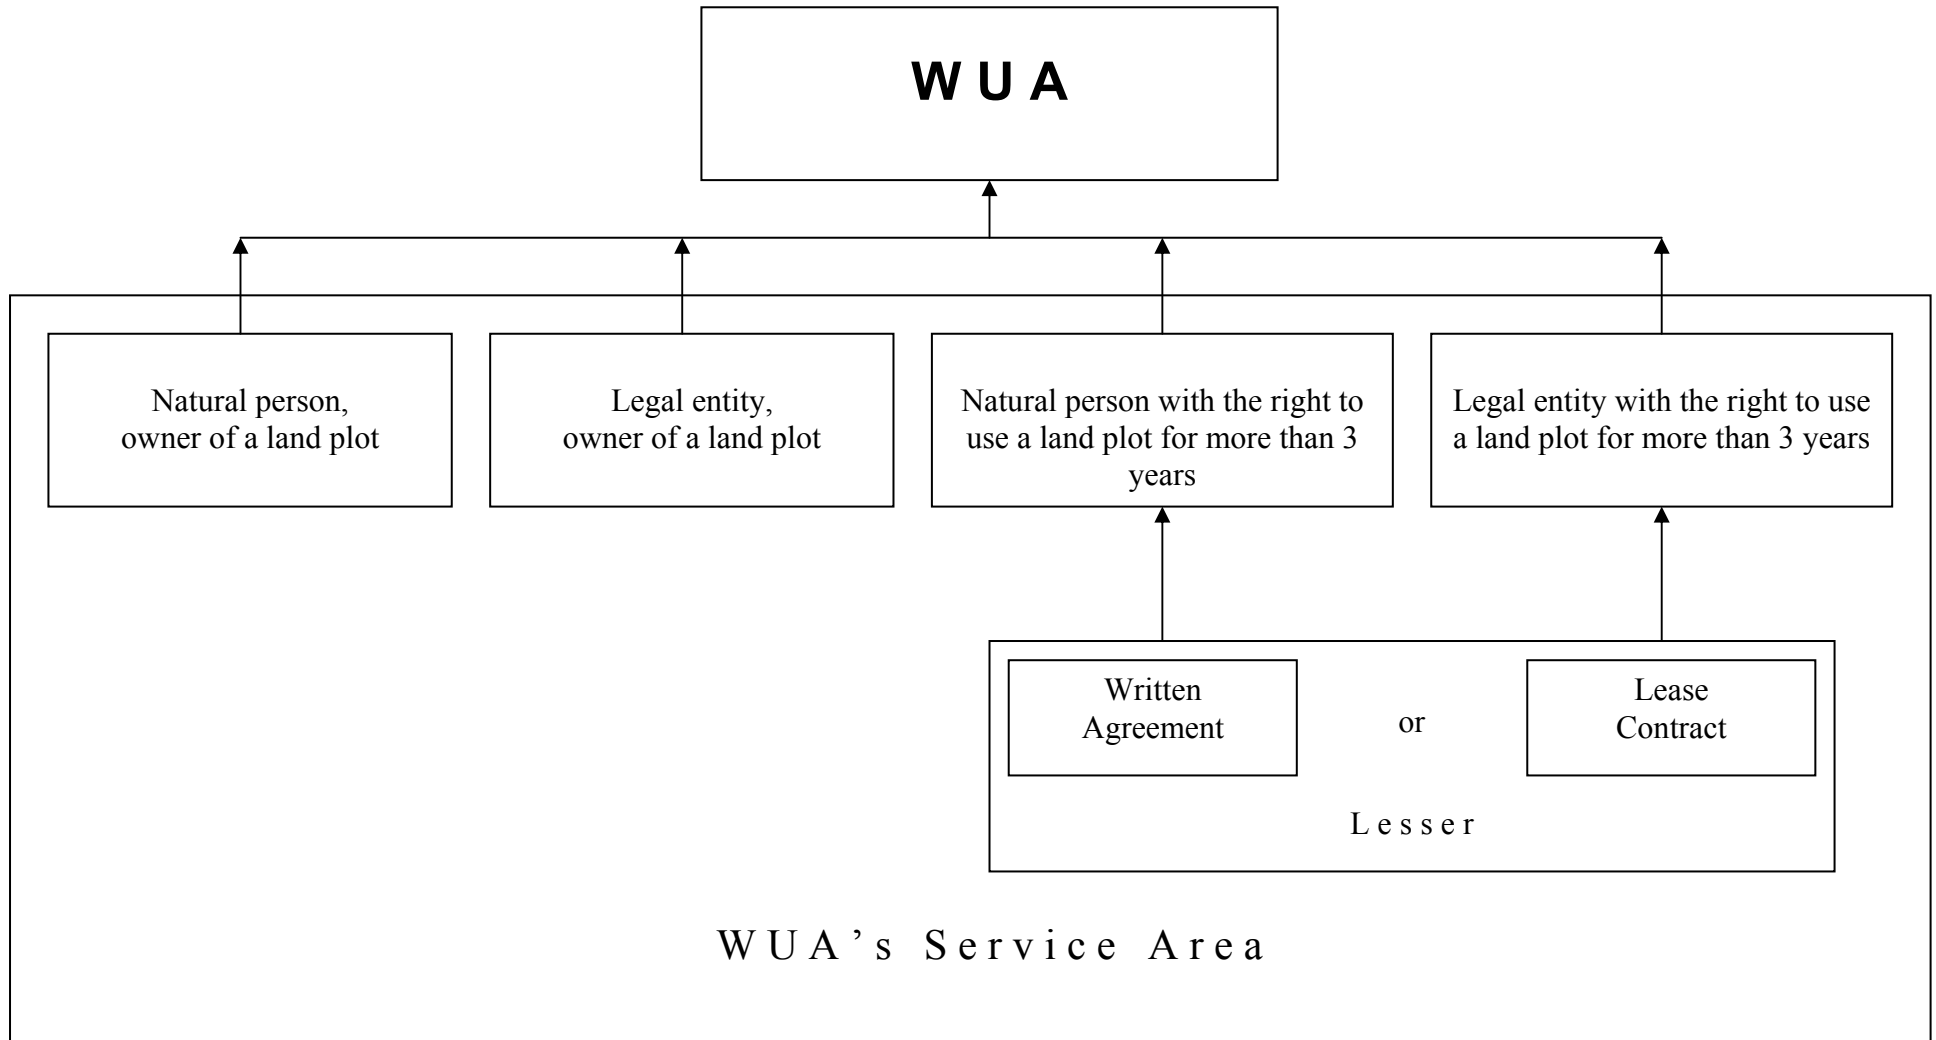 W U A
Natural person,
owner of a land plot
Legal entity,
owner of a land plot
Natural person with the right to
use a land plot for more than 3
years
Legal entity with the right to use
a land plot for more than 3 years
Written
Agreement
or
Lease
Contract
L e s s e r
W U A ’ s  S e r v i c e  A r e a